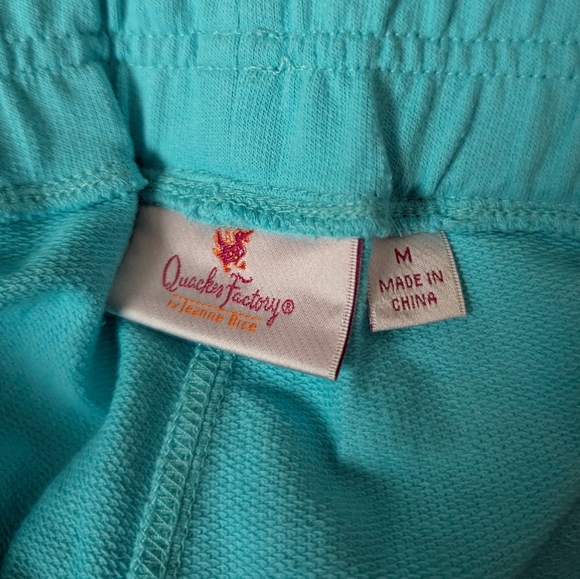 Quacker Factory®
by Jeanne Bice
M
MADE IN
CHINA